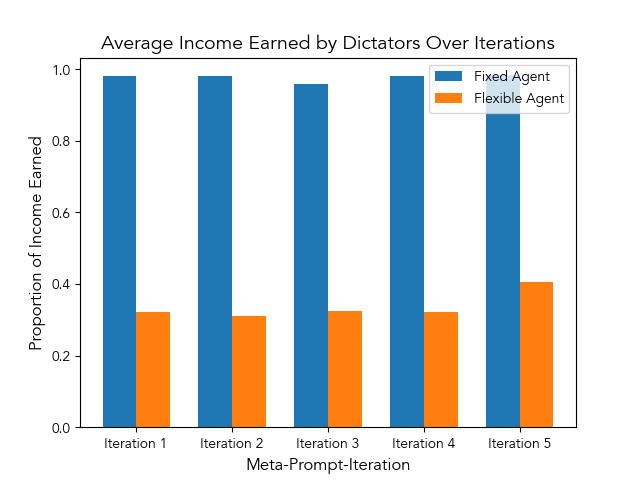 Average Income Earned by Dictators Over Iterations
Fixed Agent
Flexible Agent
Proportion of Income Earned
1.0
0.8
0.6
0.4
0.2
0.0
Iteration 1
Iteration 2
Iteration 3
Iteration 4
Iteration 5
Meta-Prompt-Iteration